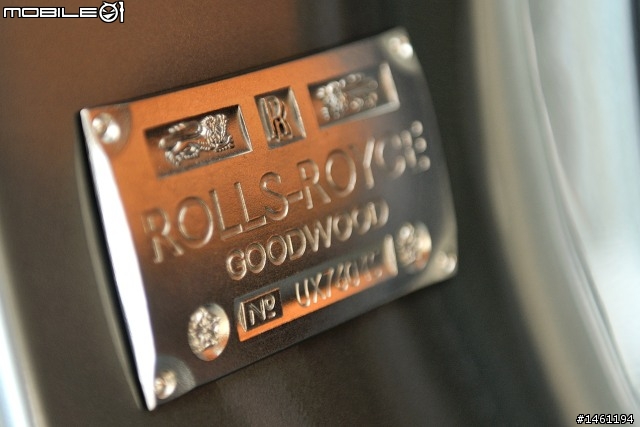 MOBILE01
R
ROLLS-ROYCE
GOODWOOD
Nº
#1461194